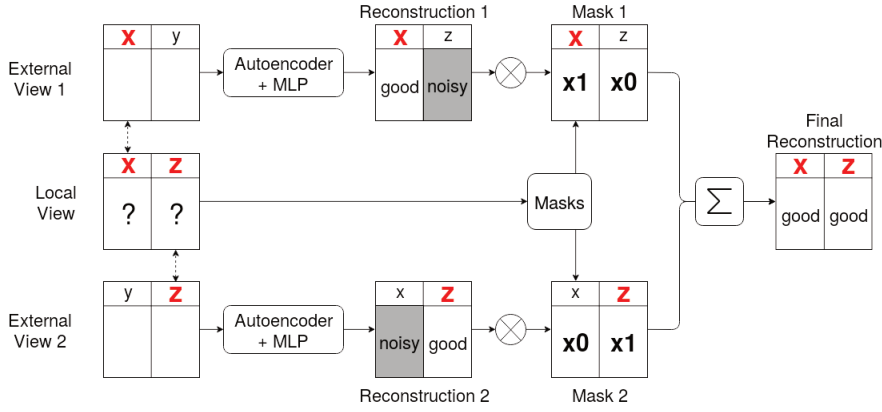 Reconstruction 1
Mask 1
x y
x z
x z
External
View 1
Autoencoder
+ MLP
good noisy
x1 x0
Final
Reconstruction
x z
x z
Local
View
? ?
Masks
Σ
good good
y z
x z
x z
External
View 2
Autoencoder
+ MLP
noisy good
x0 x1
Reconstruction 2
Mask 2